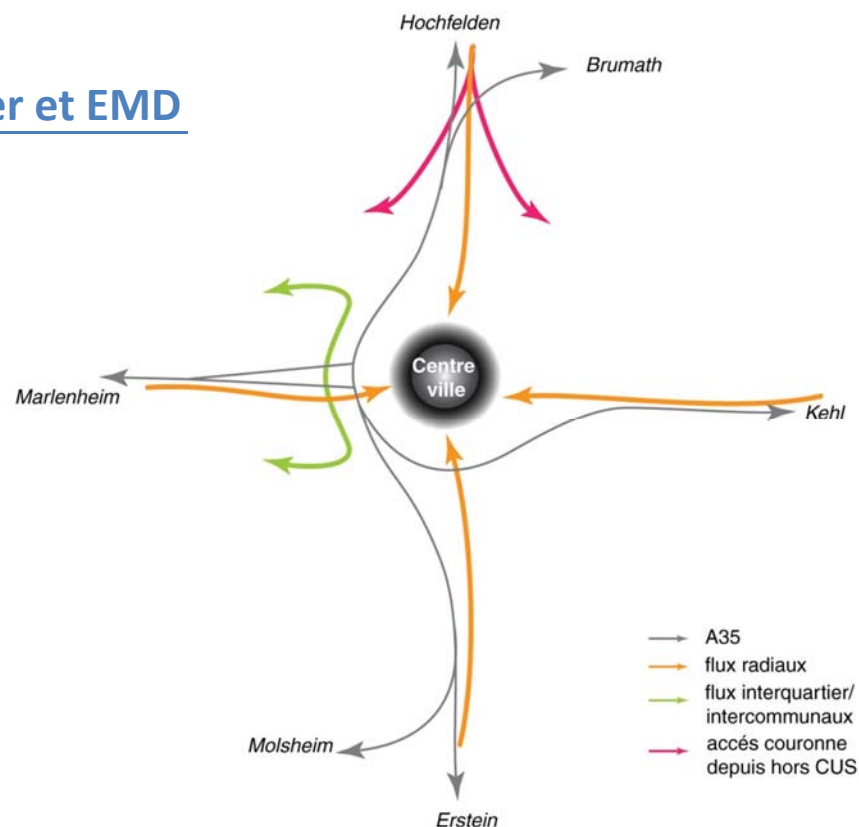 Hochfelden
Brumath
er et EMD
Centre
ville
Marlenheim
Kehl
A35
flux radiaux
flux interquartier/
intercommunaux
accés couronne
depuis hors CUS
Molsheim
Erstein